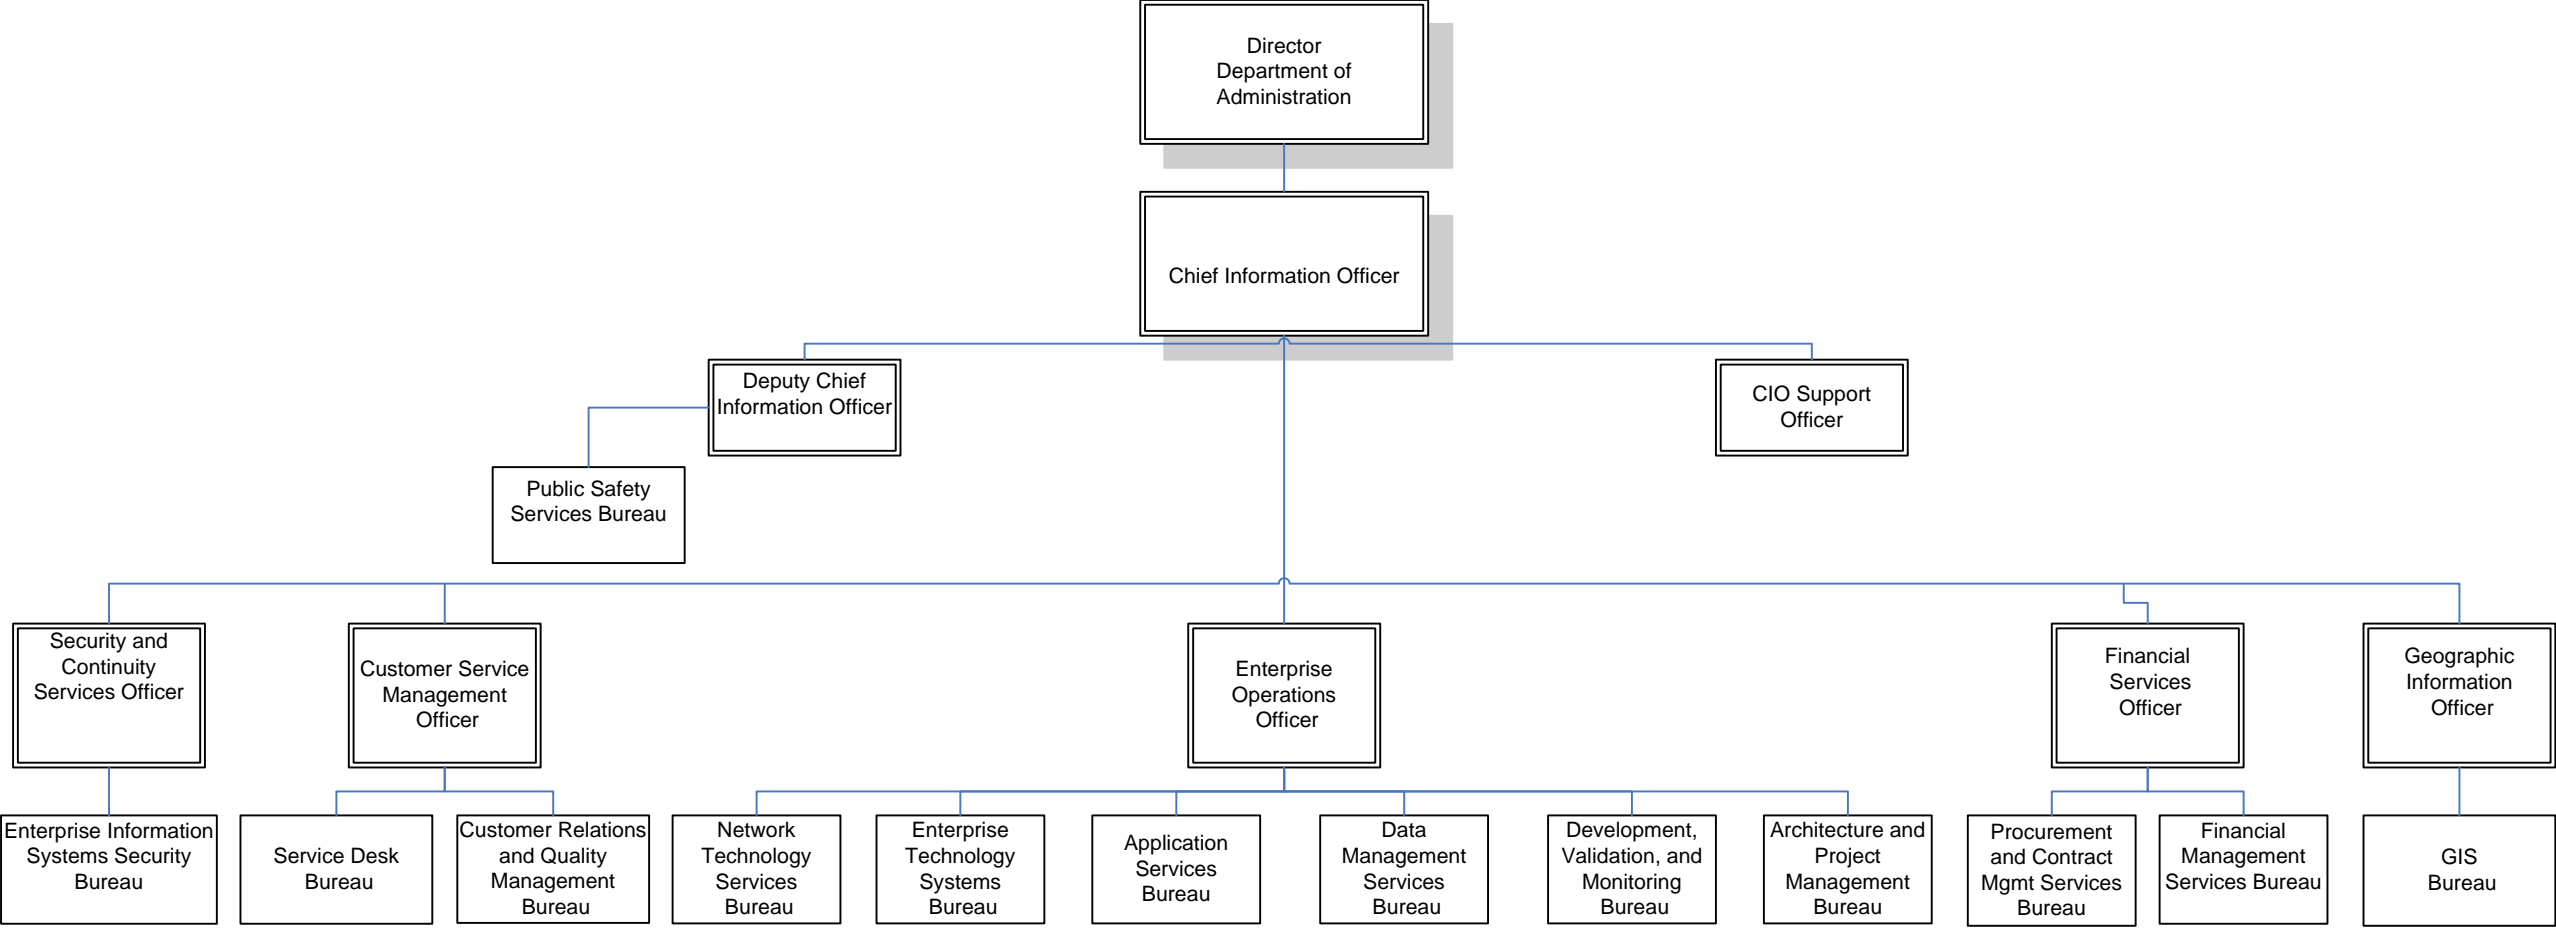 Director
Department of
Administration
Chief Information Officer
Deputy Chief
Information Officer
CIO Support
Officer
Public Safety
Services Bureau
Security and
Continuity
Services Officer
Customer Service
Management
Officer
Enterprise
Operations
Officer
Financial
Services
Officer
Geographic
Information
Officer
Enterprise Information
Systems Security
Bureau
Service Desk
Bureau
Customer Relations
and Quality
Management
Bureau
Network
Technology
Services
Bureau
Enterprise
Technology
Systems
Bureau
Application
Services
Bureau
Data
Management
Services
Bureau
Development,
Validation, and
Monitoring
Bureau
Architecture and
Project
Management
Bureau
Procurement
and Contract
Mgmt Services
Bureau
Financial
Management
Services Bureau
GIS
Bureau